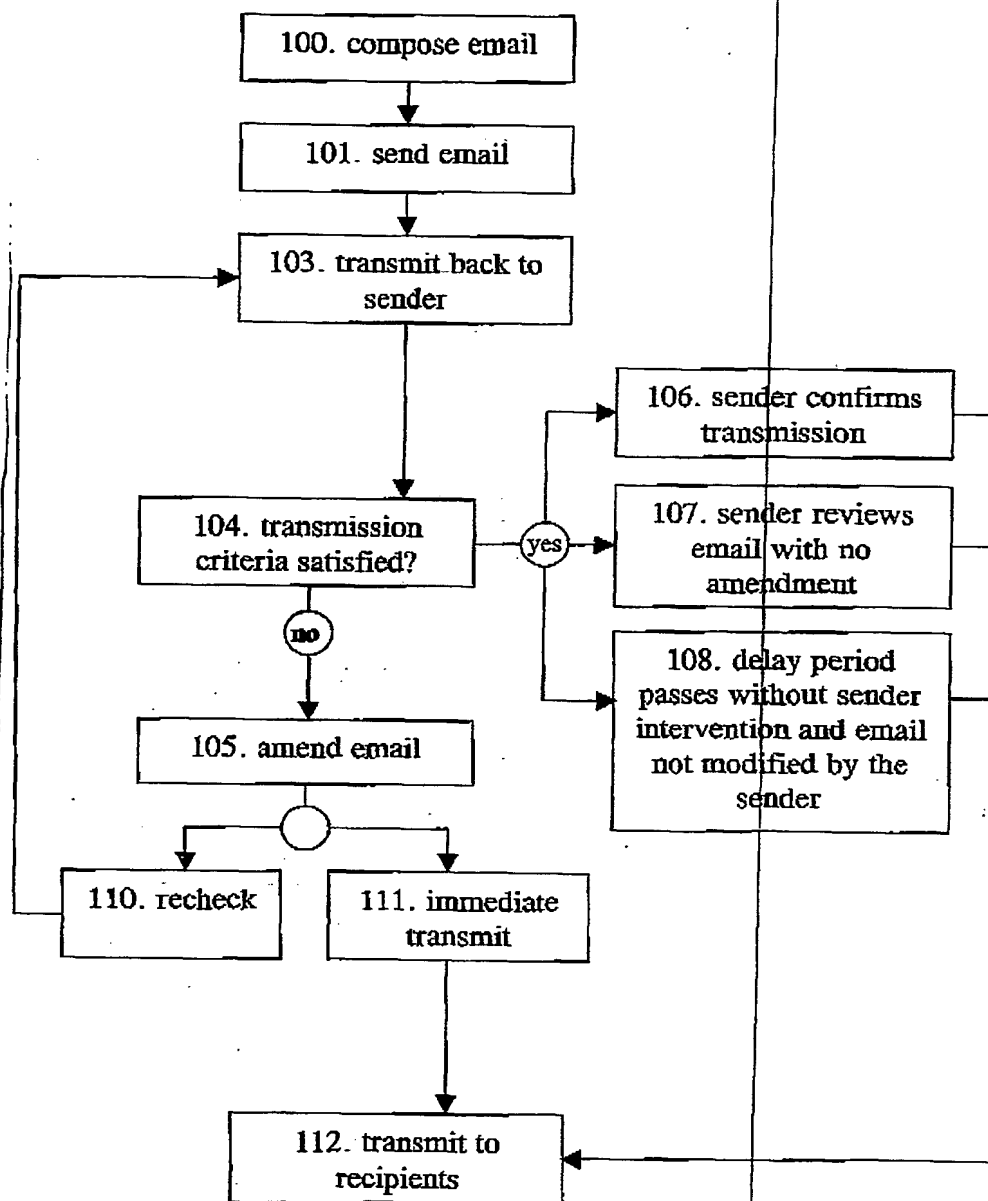 100. compose email
101. send email
103. transmit back to
sender
104. transmission
criteria satisfied?
yes
106. sender confirms
transmission
107. sender reviews
email with no
amendment
108. delay period
passes without sender
intervention and email
not modified by the
sender
no
105. amend email
110. recheck
111. immediate
transmit
112. transmit to
recipients